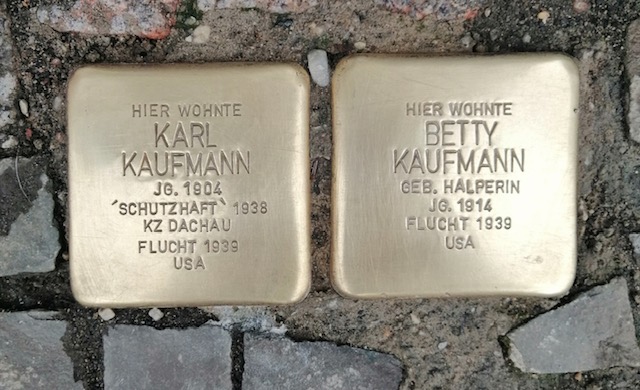 HIER WOHNTE
KARL
KAUFMANN
JG. 1904
'SCHUTZHAFT' 1938
KZ DACHAU
FLUCHT 1939
USA
HIER WOHNTE
BETTY
KAUFMANN
GEB. HALPERIN
JG. 1914
FLUCHT 1939
USA